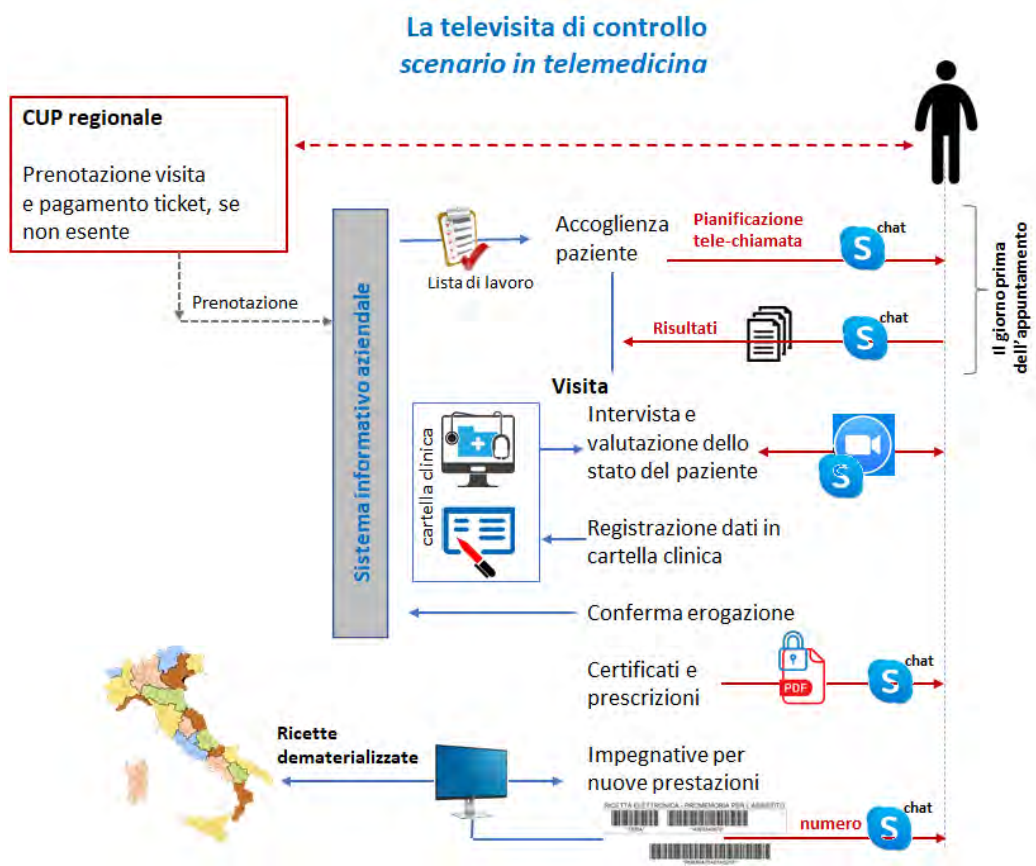 La televisita di controllo
scenario in telemedicina
CUP regionale
Prenotazione visita
e pagamento ticket, se
non esente
Prenotazione
Sistema informativo aziendale
Lista di lavoro
Accoglienza
paziente
Pianificazione
tele-chiamata
S chat
Risultati
S chat
Il giorno prima
dell'appuntamento
Visita
cartella clinica
Intervista e
valutazione dello
stato del paziente
S
Registrazione dati in
cartella clinica
Conferma erogazione
Certificati e
prescrizioni
PDF
S chat
Ricette
dematerializzate
Impegnative per
nuove prestazioni
RICETTA ELETTRONICA - PROMEMORIA PER L'ASSISTITO
numero
S chat